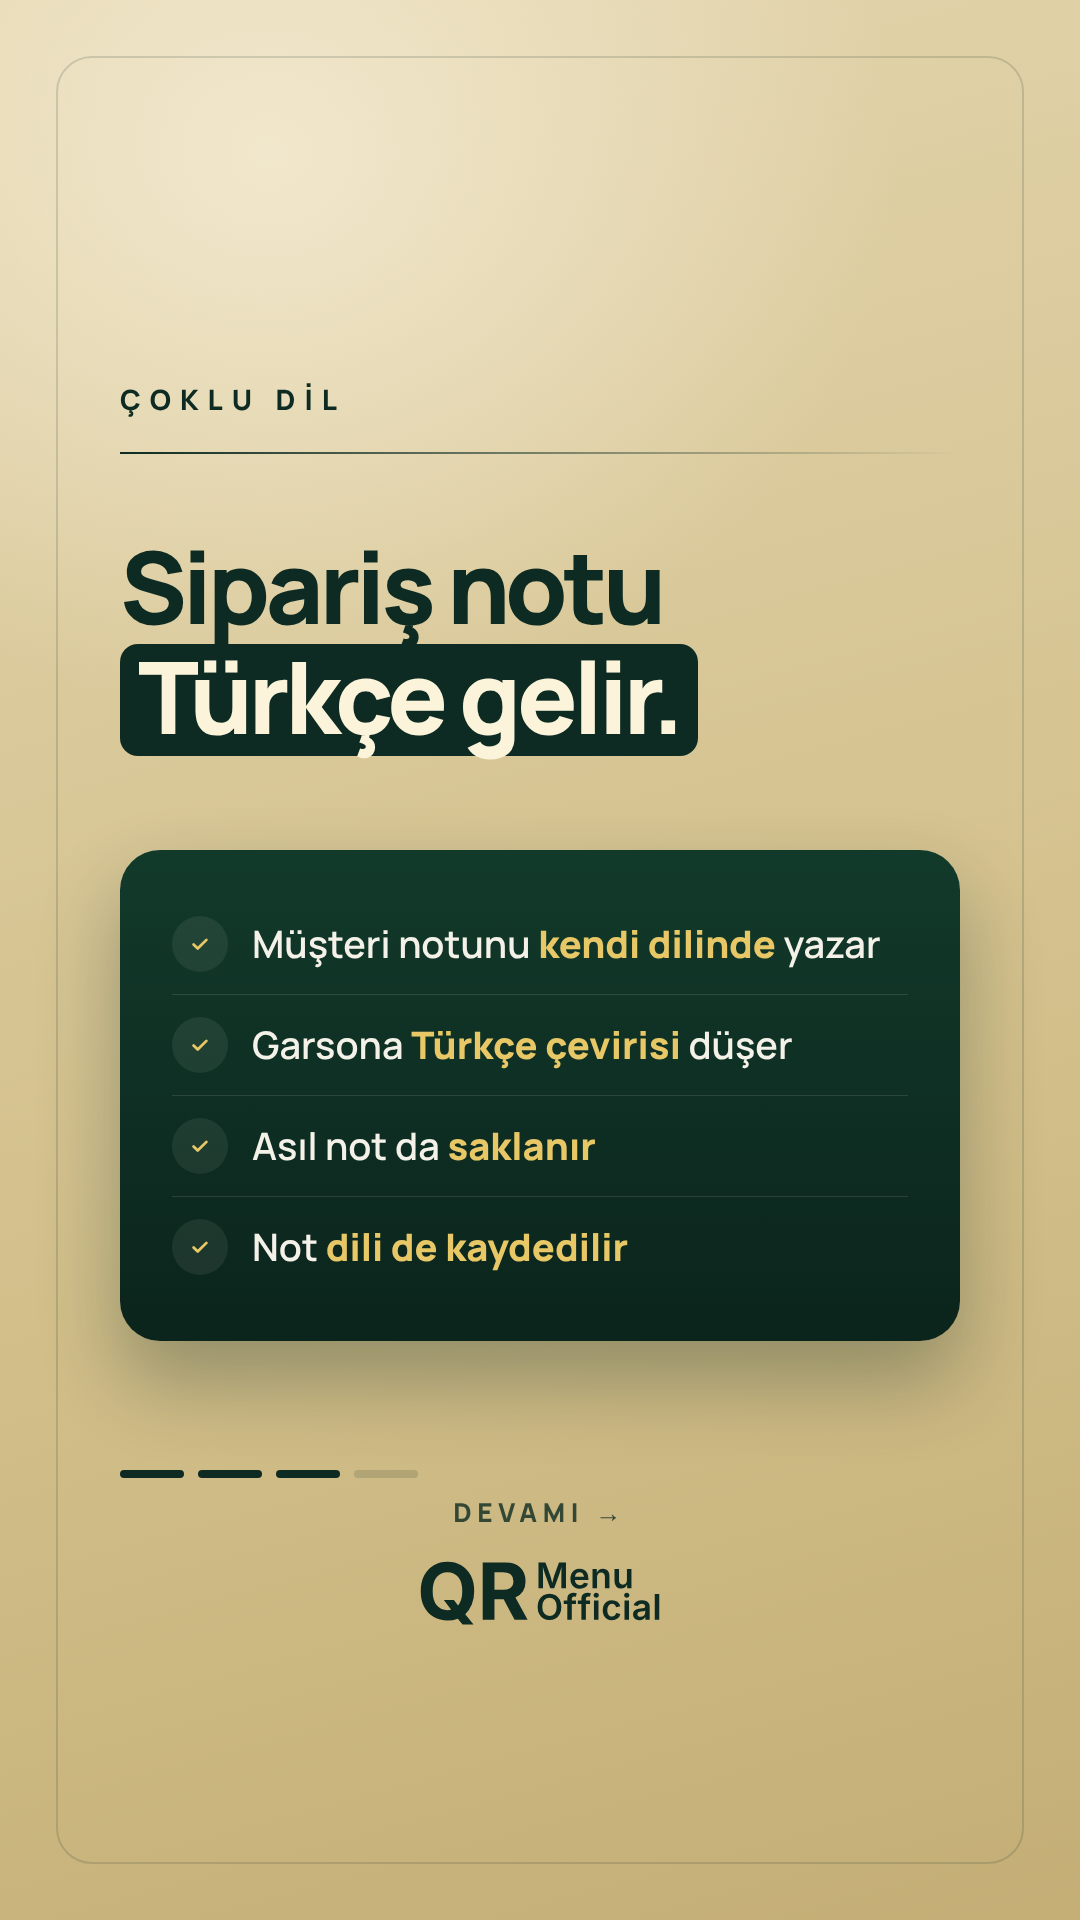 ÇOKLU DİL
Sipariş notu
Türkçe gelir.
Müşteri notunu kendi dilinde yazar
Garsona Türkçe çevirisi düşer
Asıl not da saklanır
Not dili de kaydedilir
DEVAMI →
QR Menu
Official